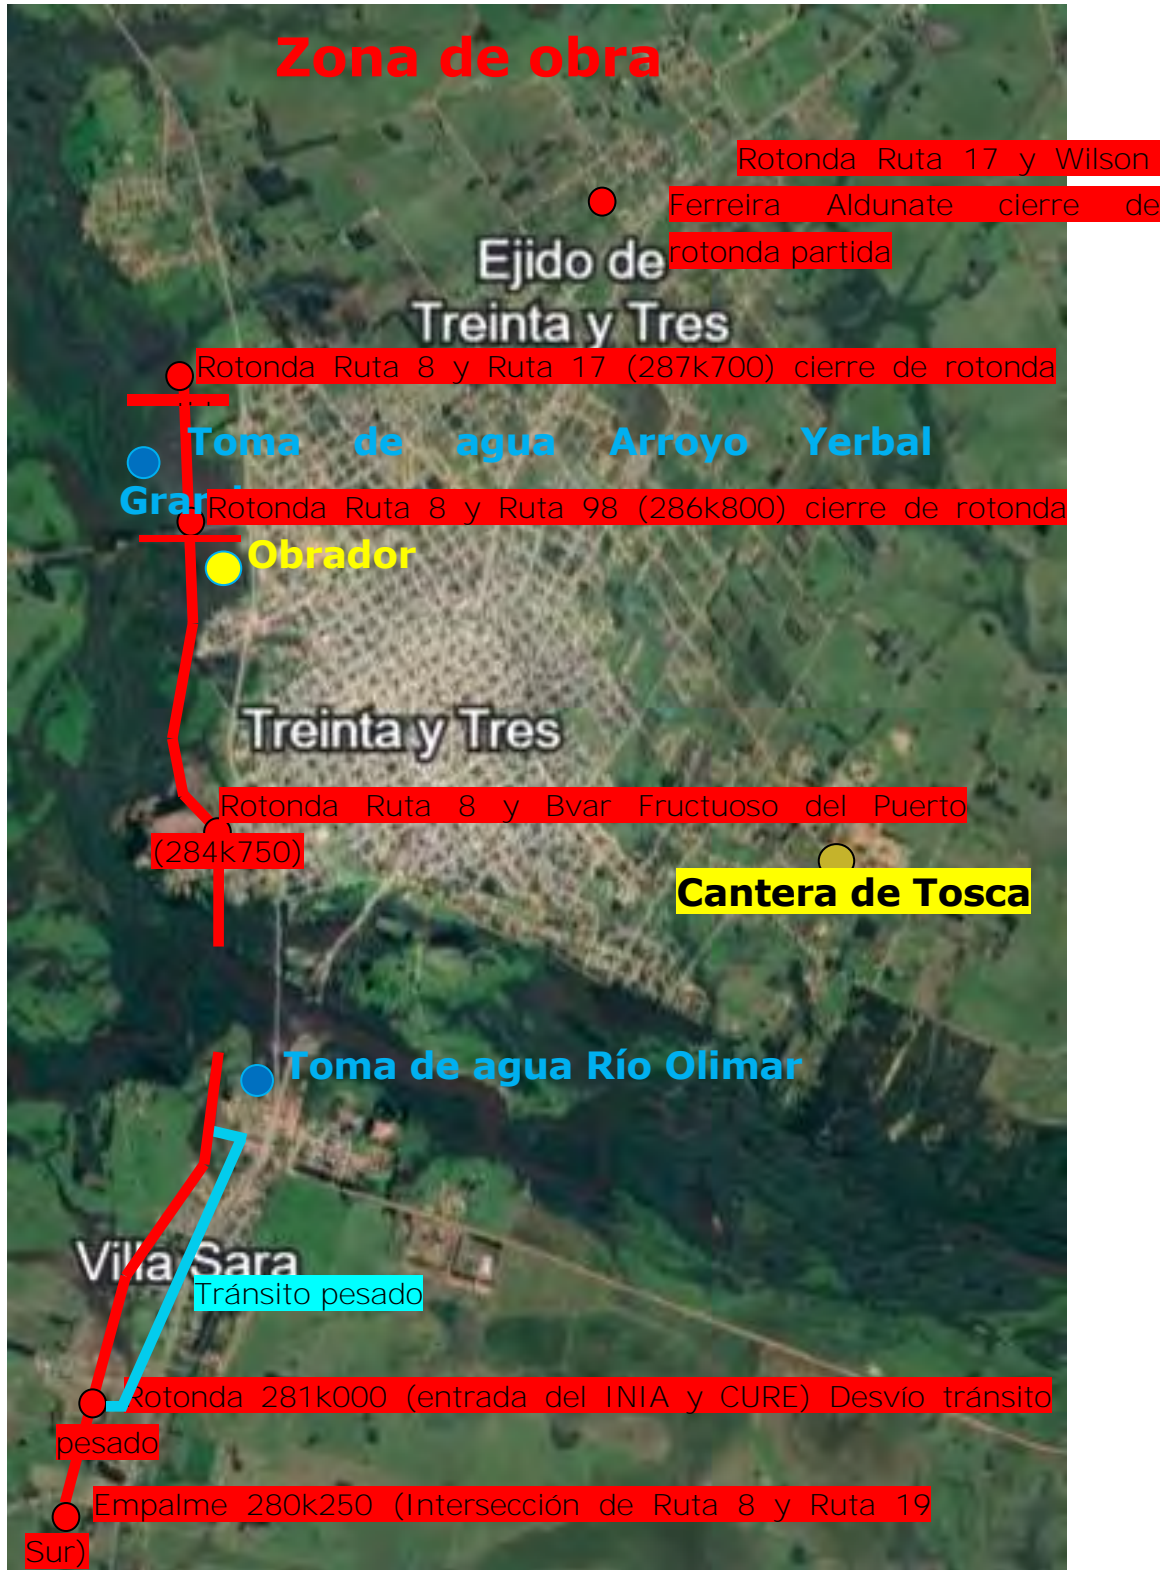 Zona de obra
Rotonda Ruta 17 y Wilson
Ferreira Aldunate cierre de
rotonda partida
Ejido de
Treinta y Tres
Rotonda Ruta 8 y Ruta 17 (287k700) cierre de rotonda
Toma de agua Arroyo Yerbal
Rotonda Ruta 8 y Ruta 98 (286k800) cierre de rotonda
Obrador
Treinta y Tres
Rotonda Ruta 8 y Bvar Fructuoso del Puerto
(284k750)
Cantera de Tosca
Toma de agua Río Olimar
Villa Sara
Tránsito pesado
Rotonda 281k000 (entrada del INIA y CURE) Desvío tránsito
pesado
Empalme 280k250 (Intersección de Ruta 8 y Ruta 19
Sur)